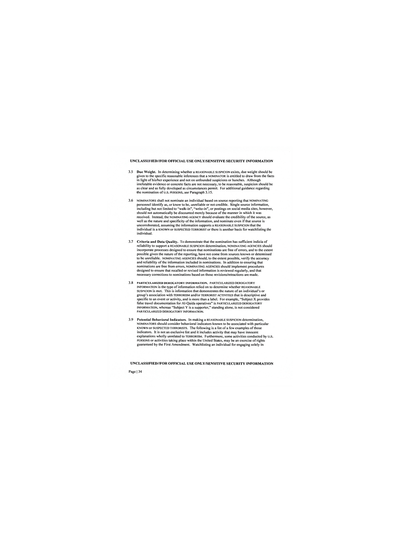 UNCLASSIFIED//FOR OFFICIAL USE ONLY/SENSITIVE SECURITY INFORMATION
3.5 Due Weight. In determining whether a REASONABLE SUSPICION exists, due weight should be
given to the specific reasonable inferences that a NOMINATOR is entitled to draw from the facts
in light of his/her experience and not on unfounded suspicions or hunches. Although
irrefutable evidence or concrete facts are not necessary, to be reasonable, suspicion should be
as clear and as fully developed as circumstances permit. For additional guidance regarding
the nomination of U.S. PERSONS, see Paragraph 3.15.
3.6 NOMINATORS shall not nominate an individual based on source reporting that NOMINATING
personnel identify as, or know to be, unreliable or not credible. Single source information,
including but not limited to "walk-in", "write-in", or postings on social media sites, however,
should not automatically be discounted merely because of the manner in which it was
received. Instead, the NOMINATING AGENCY should evaluate the credibility of the source, as
well as the nature and specificity of the information, and nominate even if that source is
uncorroborated, assuming the information supports a REASONABLE SUSPICION that the
individual is a KNOWN or SUSPECTED TERRORIST or there is another basis for watchlisting the
individual.
3.7 Criteria and Data Quality. To demonstrate that the nomination has sufficient indicia of
reliability to support a REASONABLE SUSPICION determination, NOMINATING AGENCIES should
incorporate processes designed to ensure that nominations are free of errors, and to the extent
possible given the nature of the reporting, have not come from sources known or determined
to be unreliable. NOMINATING AGENCIES should, to the extent possible, verify the accuracy
and reliability of the information included in nominations. In addition to ensuring that
nominations are free from errors, NOMINATING AGENCIES should implement procedures
designed to ensure that recalled or revised information is reviewed regularly, and that
necessary corrections to nominations based on those revisions/retractions are made.
3.8 PARTICULARIZED DEROGATORY INFORMATION. PARTICULARIZED DEROGATORY
INFORMATION is the type of information relied on to determine whether REASONABLE
SUSPICION is met. This is information that demonstrates the nature of an individual's or
group's association with TERRORISM and/or TERRORIST ACTIVITIES that is descriptive and
specific to an event or activity, and is more than a label. For example, "Subject X provides
false travel documentation for Al-Qaida operatives" is PARTICULARIZED DEROGATORY
INFORMATION, whereas "Subject Y is a supporter," standing alone, is not considered
PARTICULARIZED DEROGATORY INFORMATION.
3.9 Potential Behavioral Indicators. In making a REASONABLE SUSPICION determination,
NOMINATORS should consider behavioral indicators known to be associated with particular
KNOWN or SUSPECTED TERRORISTS. The following is a list of a few examples of those
indicators. It is not an exclusive list and it includes activity that may have innocent
explanations wholly unrelated to TERRORISM. Furthermore, some activities conducted by U.S.
PERSONS or activities taking place within the United States, may be an exercise of rights
guaranteed by the First Amendment. Watchlisting an individual for engaging solely in
UNCLASSIFIED//FOR OFFICIAL USE ONLY/SENSITIVE SECURITY INFORMATION